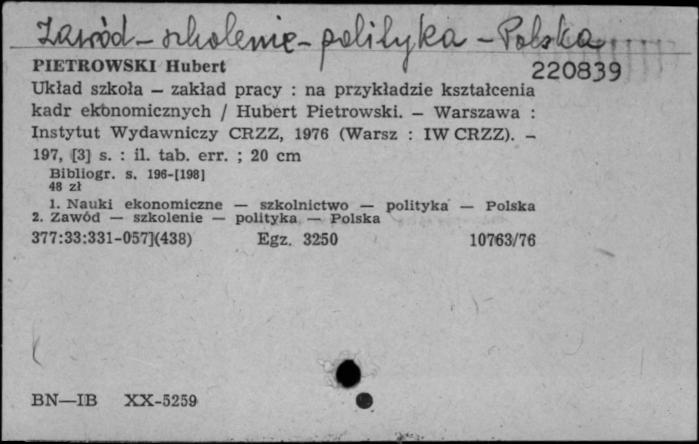 Zawód – szkolenie – polityka – Polska
PIETROWSKI Hubert
220839
Układ szkoła — zakład pracy : na przykładzie kształcenia
kadr ekonomicznych / Hubert Pietrowski. — Warszawa :
Instytut Wydawniczy CRZZ, 1976 (Warsz : IW CRZZ). —
197, [3] s. : il. tab. err. ; 20 cm
Bibliogr. s. 196-[198]
48 zł
1. Nauki ekonomiczne — szkolnictwo — polityka — Polska
2. Zawód — szkolenie — polityka — Polska
377:33:331-057](438) Egz. 3250 10763/76
BN—IB XX-5259